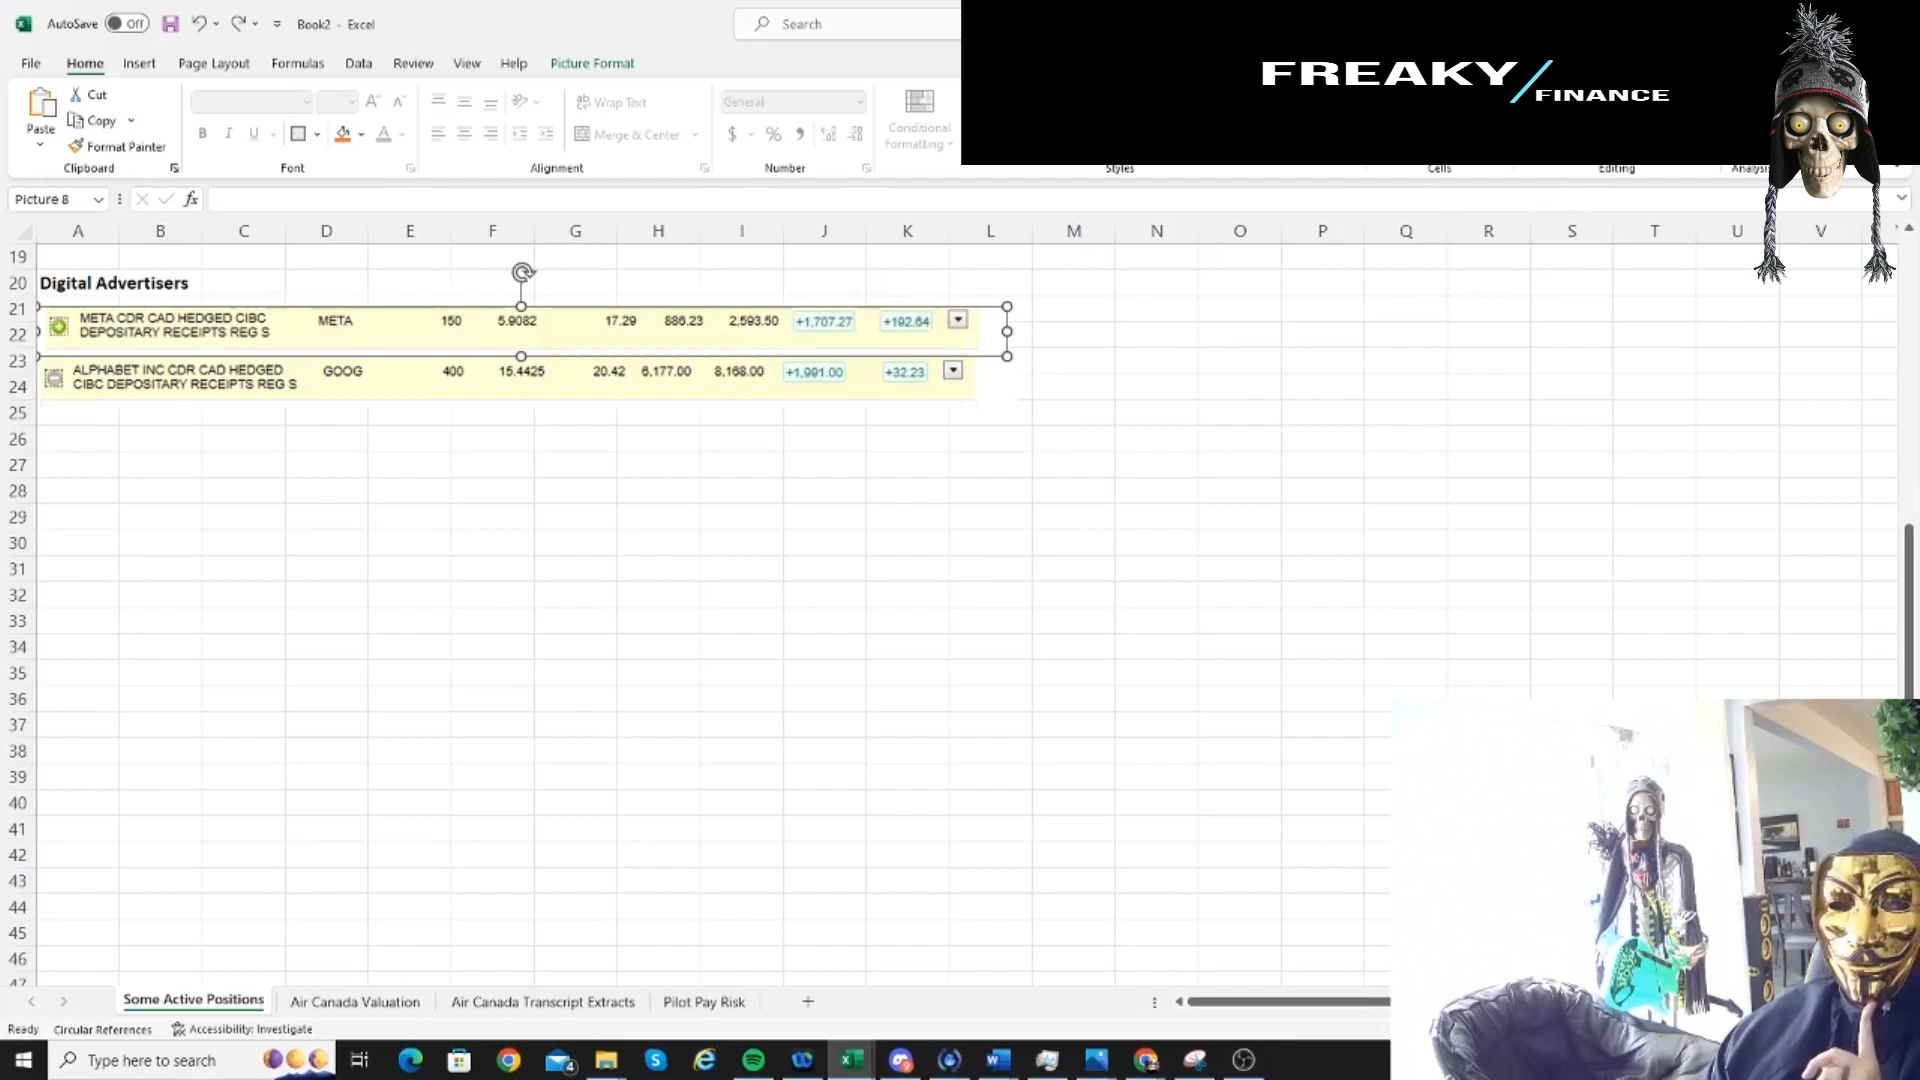 AutoSave Off Book2 - Excel Search
FREAKY/FINANCE
File Home Insert Page Layout Formulas Data Review View Help Picture Format
Cut
Copy
Format Painter
Paste
Clipboard
B I U
Font
Wrap Text
Merge & Center
Alignment
General
$ %
Number
Conditional
Formatting
Styles Cells Editing Analysis
Picture 8 fx
A B C D E F G H I J K L M N O P Q R S T U V
19
20 Digital Advertisers
21 META CDR CAD HEDGED CIBC META 150 5.9082 17.29 886.23 2,593.50 +1,707.27 +192.64
22 DEPOSITARY RECEIPTS REG S
23 ALPHABET INC CDR CAD HEDGED GOOG 400 15.4425 20.42 6,177.00 8,168.00 +1,991.00 +32.23
24 CIBC DEPOSITARY RECEIPTS REG S
25
26
27
28
29
30
31
32
33
34
35
36
37
38
39
40
41
42
43
44
45
46
47
Some Active Positions Air Canada Valuation Air Canada Transcript Extracts Pilot Pay Risk
Ready Circular References Accessibility: Investigate
Type here to search